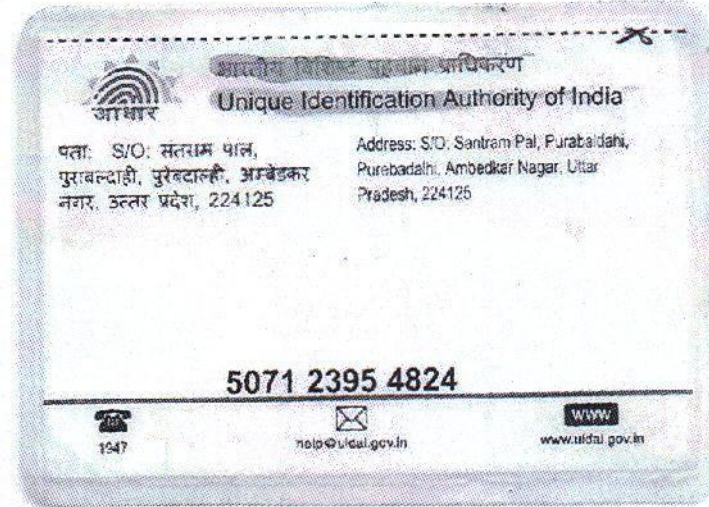 भारतीय विशिष्ट पहचान प्राधिकरण
आधार
Unique Identification Authority of India
पता: S/O: संतराम पाल,
पुराबल्दाही, पुरेबदाल्ही, अम्बेडकर
नगर, उत्तर प्रदेश, 224125
Address: S/O: Santram Pal, Purabaldahi,
Purebadalhi, Ambedkar Nagar, Uttar
Pradesh, 224125
5071 2395 4824
1947
help@uidai.gov.in
www
www.uidai.gov.in